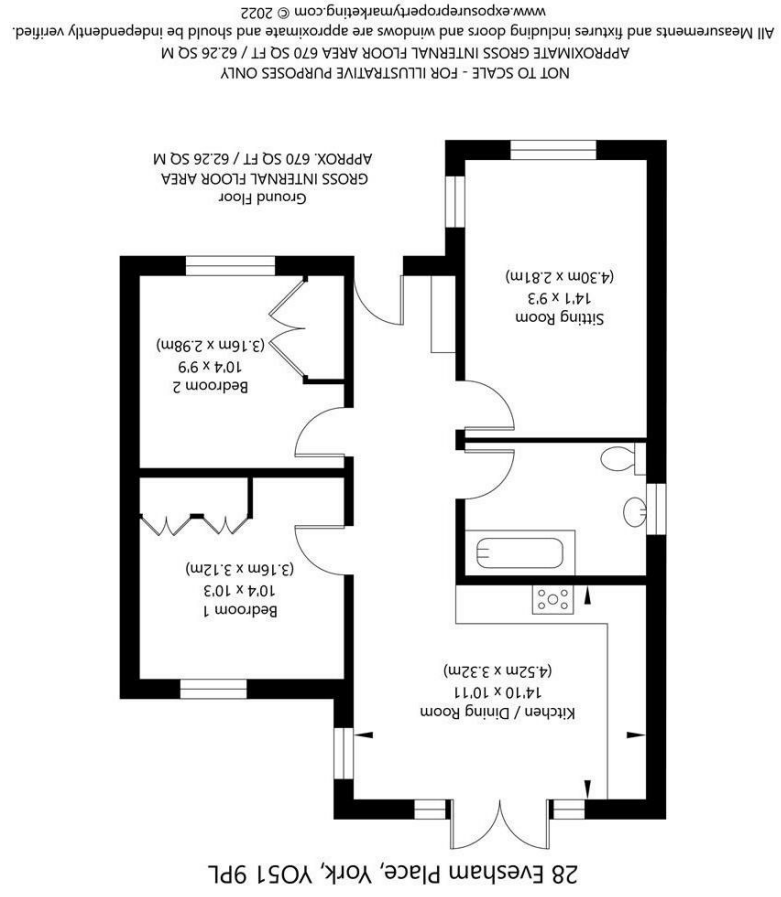 28 Evesham Place, York, YO51 9PL
Kitchen / Dining Room
14'10 x 10'11
(4.52m x 3.32m)
Bedroom 1
10'4 x 10'3
(3.16m x 3.12m)
Bedroom 2
10'4 x 9'9
(3.16m x 2.98m)
Sitting Room
14'1 x 9'3
(4.30m x 2.81m)
Ground Floor
GROSS INTERNAL FLOOR AREA
APPROX. 670 SQ FT / 62.26 SQ M
NOT TO SCALE - FOR ILLUSTRATIVE PURPOSES ONLY
APPROXIMATE GROSS INTERNAL FLOOR AREA 670 SQ FT / 62.26 SQ M
All Measurements and fixtures including doors and windows are approximate and should be independently verified.
www.exposurepropertymarketing.com © 2022